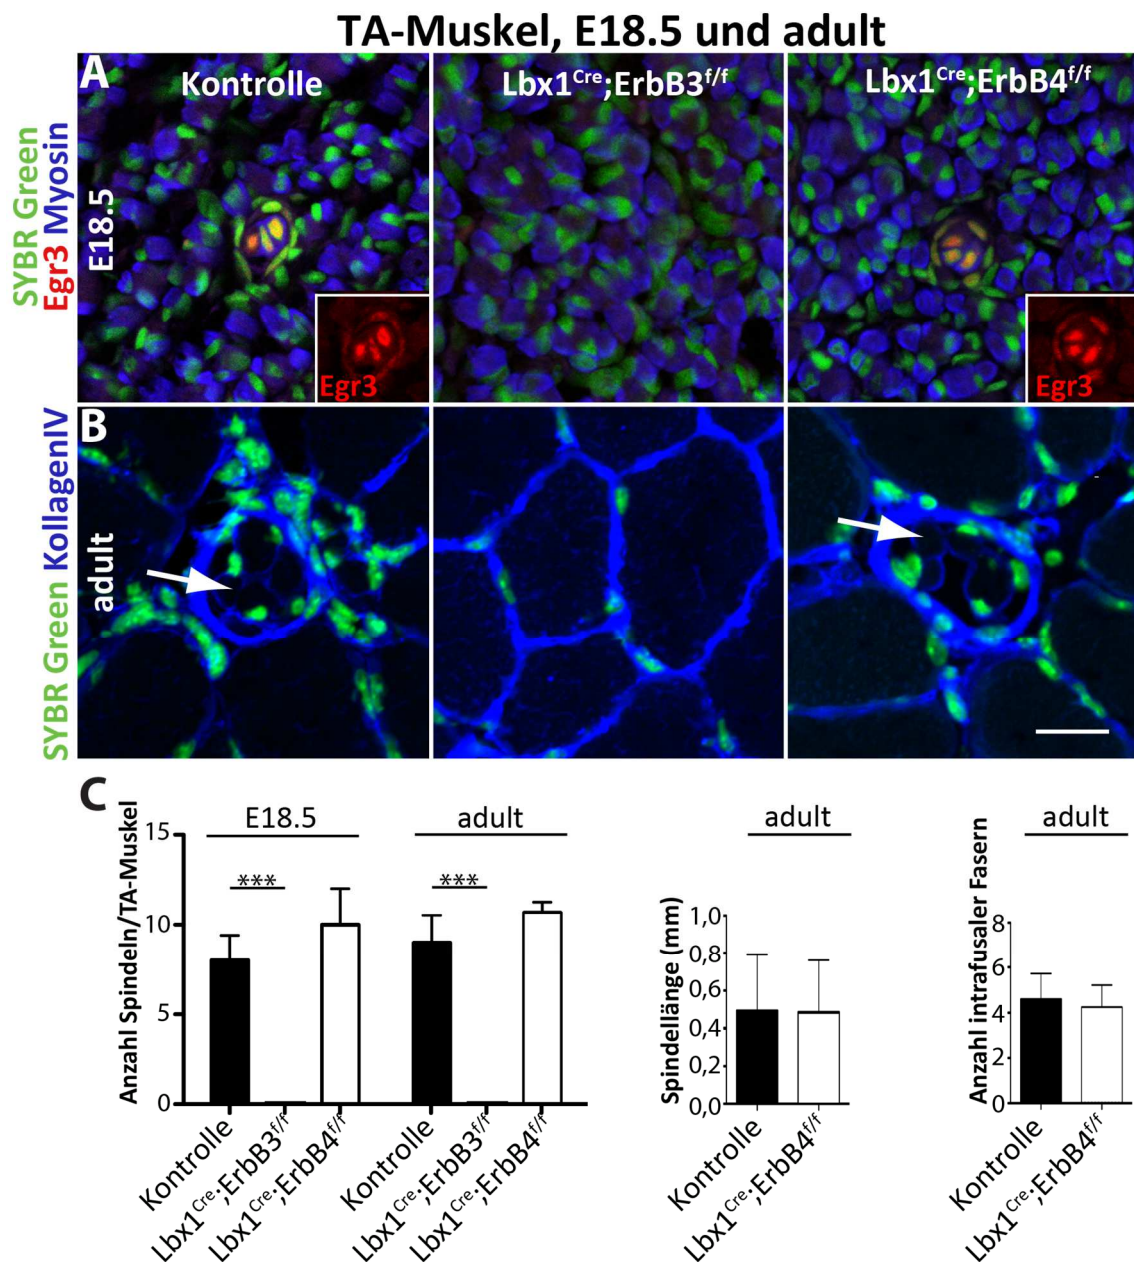 TA-Muskel, E18.5 und adult
A
Kontrolle
Lbx1Cre;ErbB3f/f
Lbx1Cre;ErbB4f/f
SYBR Green
Egr3 Myosin
E18.5
Egr3
Egr3
B
SYBR Green KollagenIV
adult
C
E18.5
adult
Anzahl Spindeln/TA-Muskel
15
10
5
0
***
***
Kontrolle
Lbx1Cre;ErbB3f/f
Lbx1Cre;ErbB4f/f
Kontrolle
Lbx1Cre;ErbB3f/f
Lbx1Cre;ErbB4f/f
adult
Spindellänge (mm)
1,0
0,8
0,6
0,4
0,2
0,0
Kontrolle
Lbx1Cre;ErbB4f/f
adult
Anzahl intrafusaler Fasern
8
6
4
2
0
Kontrolle
Lbx1Cre;ErbB4f/f